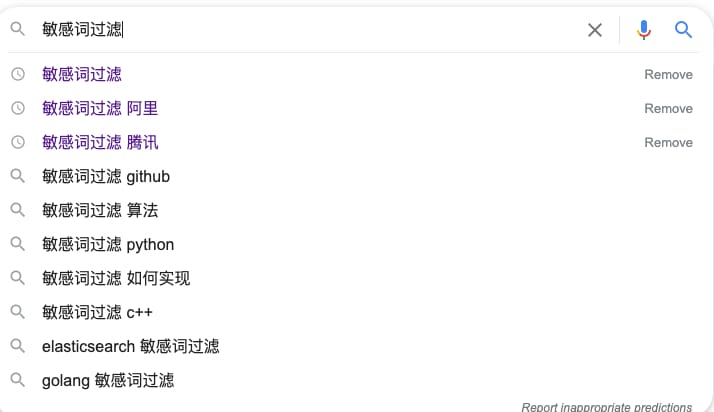 敏感词过滤
敏感词过滤 Remove
敏感词过滤 阿里 Remove
敏感词过滤 腾讯 Remove
敏感词过滤 github
敏感词过滤 算法
敏感词过滤 python
敏感词过滤 如何实现
敏感词过滤 c++
elasticsearch 敏感词过滤
golang 敏感词过滤
Report inappropriate predictions